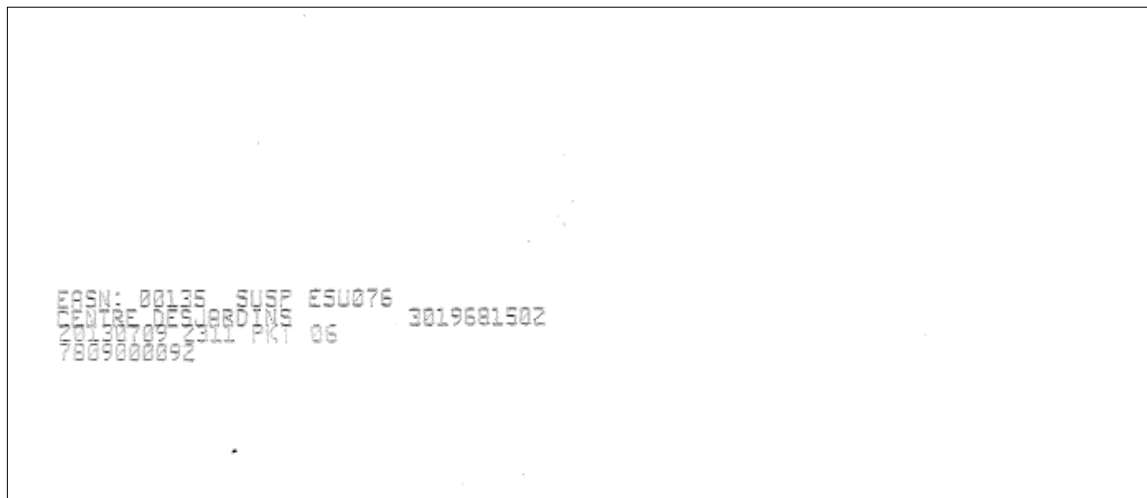 EASN: 00135 SUSP ESU076
CENTRE DESJARDINS 3019681502
20130709 2311 PKT 06
7809000092